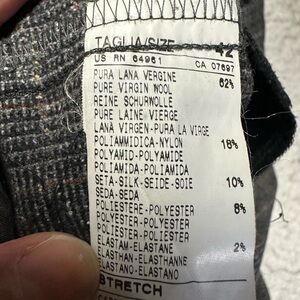 TAGLIA/SIZE 42
US RN 64961 CA 07697
PURA LANA VERGINE 62%
PURE VIRGIN WOOL
REINE SCHURWOLLE
PURE LAINE VIERGE
LANA VIRGEN-PURA LA VIRGE
POLIAMMIDICA-NYLON 18%
POLYAMID-POLYAMIDE
POLIAMIDA-POLIAMIDA
SETA-SILK-SEIDE-SOIE 10%
SEDA-SEDA
POLIESTERE-POLYESTER 8%
POLYESTER-POLYESTER
POLIESTER-POLIESTER
ELASTAM-ELASTANE 2%
ELASTHAN-ELASTHANNE
ELASTANO-ELASTANO
STRETCH